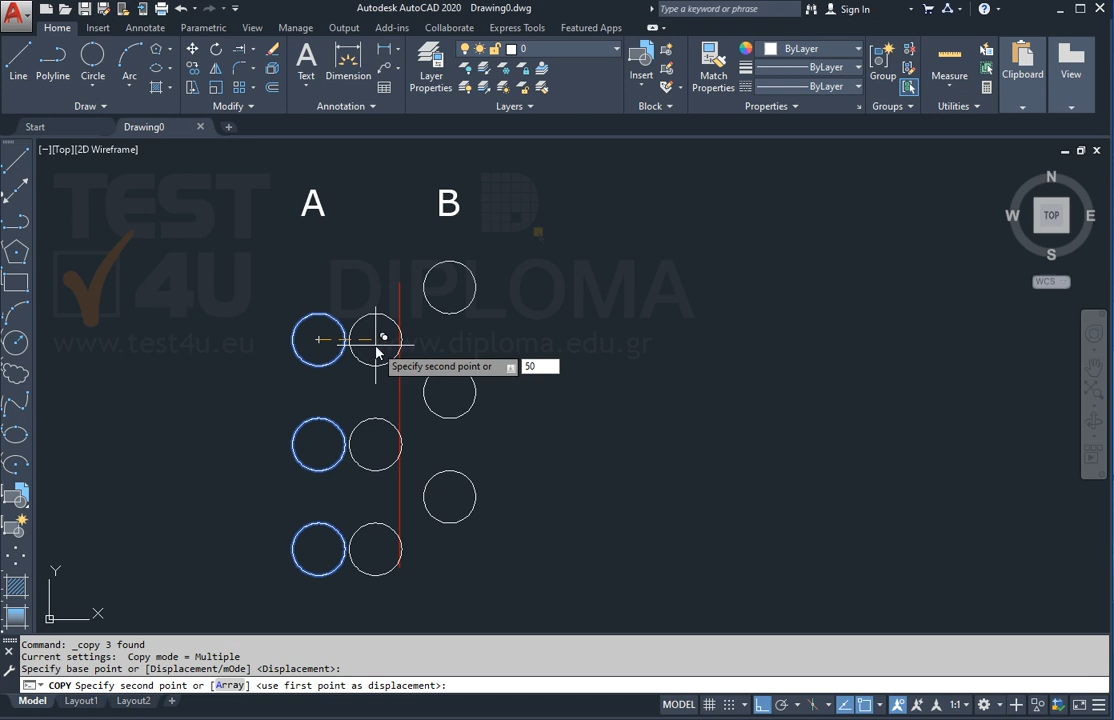 Autodesk AutoCAD 2020 Drawing0.dwg
Type a keyword or phrase
Sign In
Home Insert Annotate Parametric View Manage Output Add-ins Collaborate Express Tools Featured Apps
Line Polyline Circle Arc
Text Dimension
Layer Properties
0
Insert
Match Properties
ByLayer
ByLayer
ByLayer
Group
Measure
Clipboard
View
Draw Modify Annotation Layers Block Properties Groups Utilities
Start Drawing0
[−][Top][2D Wireframe]
TEST
4U
DIPLOMA
www.test4u.eu
www.diploma.edu.gr
A B
N
W TOP E
S
WCS
Specify second point or 50
Y
X
Command: _copy 3 found
Current settings: Copy mode = Multiple
Specify base point or [Displacement/mOde] <Displacement>:
COPY Specify second point or [Array] <use first point as displacement>:
Model Layout1 Layout2 +
MODEL 1:1